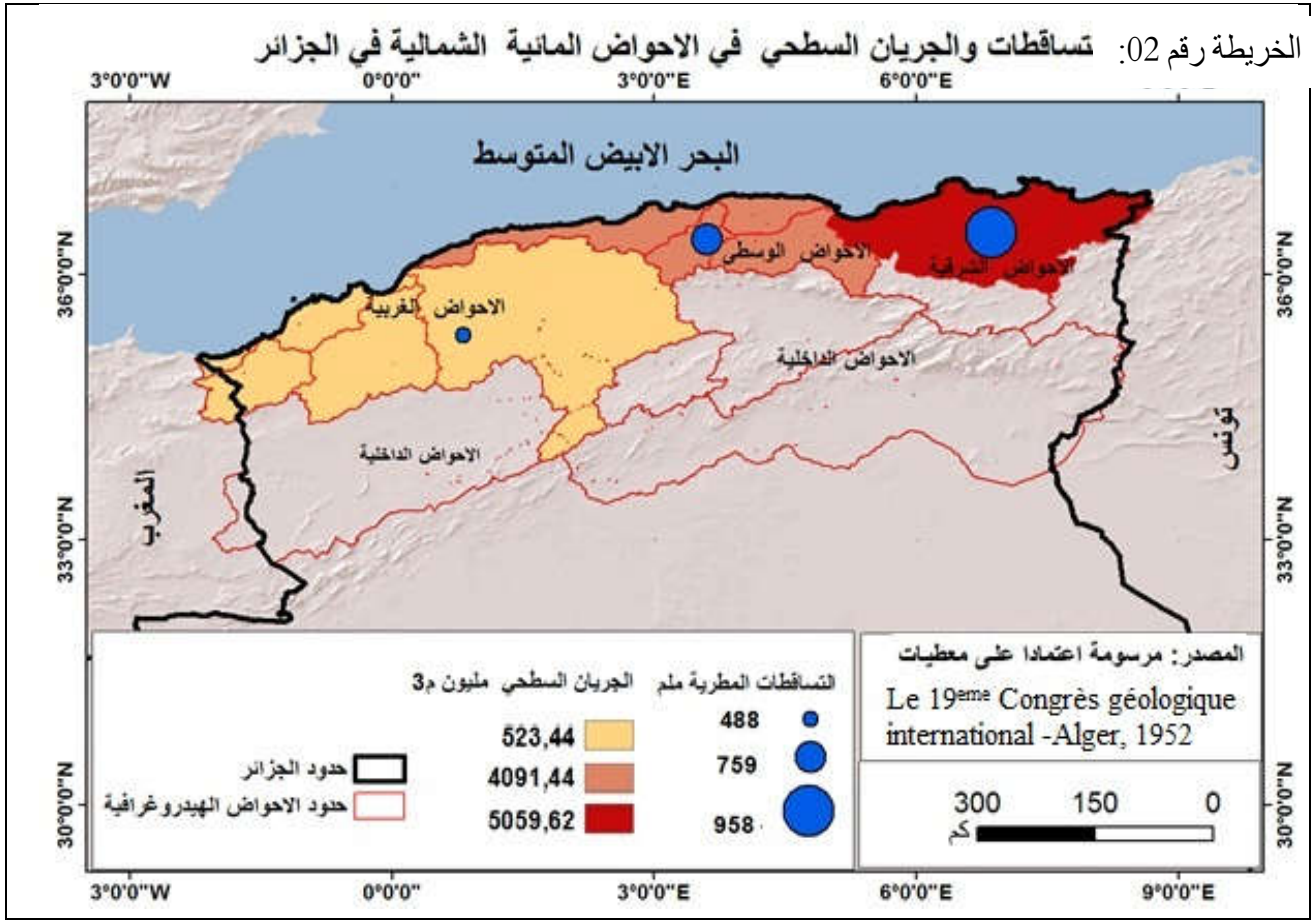 الخريطة رقم 02:
تساقطات والجريان السطحي في الاحواض المائية الشمالية في الجزائر
3°0'0"W 0°0'0" 3°0'0"E 6°0'0"E
البحر الابيض المتوسط
36°0'0"N
36°0'0"N
الاحواض الوسطى
الاحواض الشرقية
الاحواض الغربية
الاحواض الداخلية
الاحواض الداخلية
تونس
المغرب
33°0'0"N
33°0'0"N
المصدر: مرسومة اعتمادا على معطيات
Le 19eme Congrès géologique
international -Alger, 1952
التساقطات المطرية ملم
488
759
958
الجريان السطحي مليون م3
523,44
4091,44
5059,62
حدود الجزائر
حدود الاحواض الهيدروغرافية
300 150 0
كم
30°0'0"N
30°0'0"N
3°0'0"W 0°0'0" 3°0'0"E 6°0'0"E 9°0'0"E